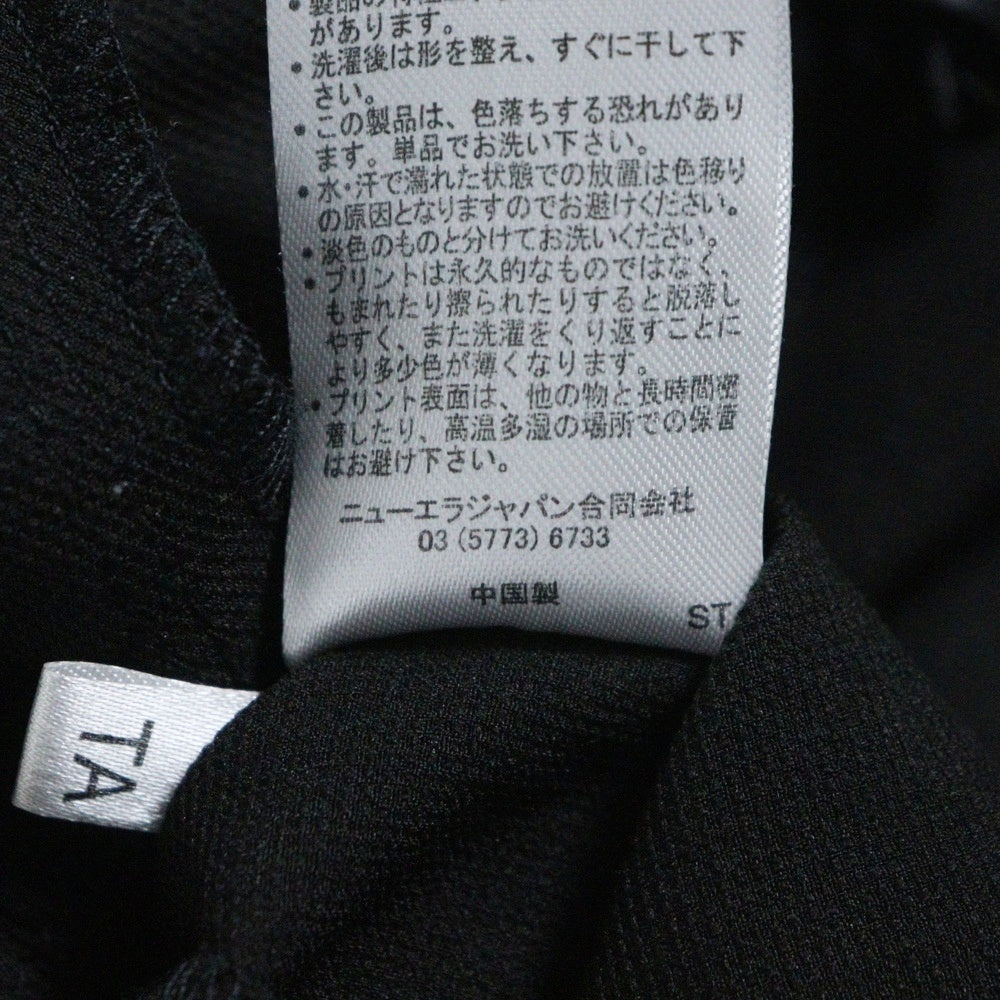 ・製品の特性上
があります。
・洗濯後は形を整え、すぐに干して下
さい。
・この製品は、色落ちする恐れがあり
ます。単品でお洗い下さい。
・水・汗で濡れた状態での放置は色移り
の原因となりますのでお避けください。
・淡色のものと分けてお洗いください。
・プリントは永久的なものではなく、
もまれたり擦られたりすると脱落し
やすく、また洗濯をくり返すことに
より多少色が薄くなります。
・プリント表面は、他の物と長時間密
着したり、高温多湿の場所での保管
はお避け下さい。
ニューエラジャパン合同会社
03 (5773) 6733
中国製
ST
TA